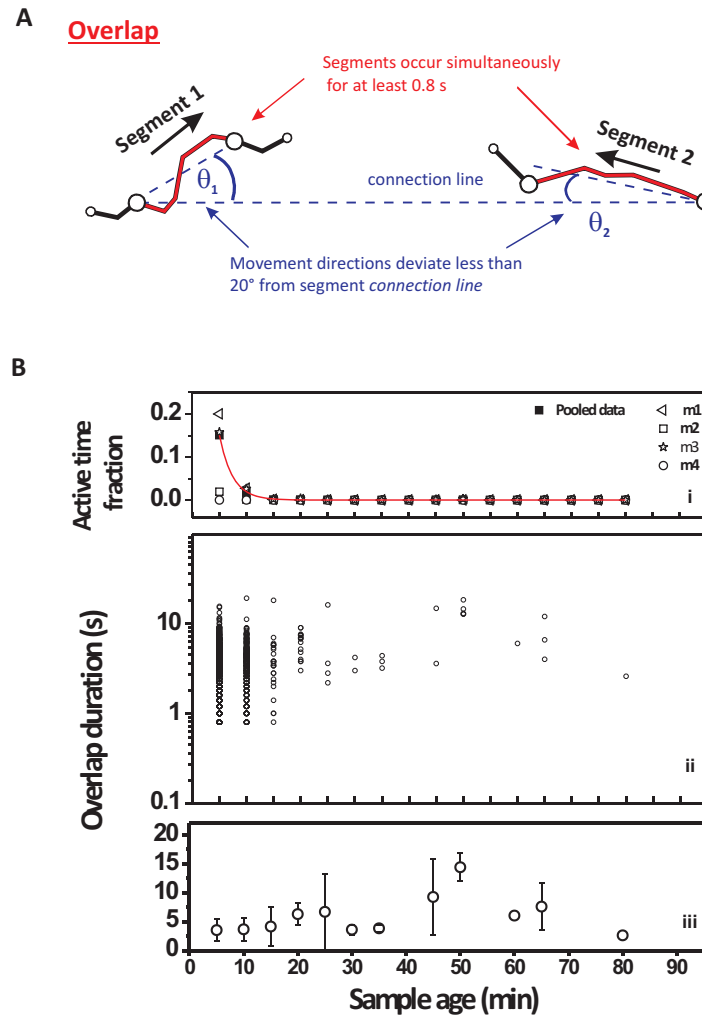 A
Overlap
Segments occur simultaneously
for at least 0.8 s
Segment 1
Segment 2
θ1
connection line
θ2
Movement directions deviate less than
20° from segment connection line
B
Active time
fraction
0.2
0.1
0.0
Pooled data
m1
m2
m3
m4
i
Overlap duration (s)
10
1
0.1
ii
20
15
10
5
0
iii
0 10 20 30 40 50 60 70 80 90
Sample age (min)